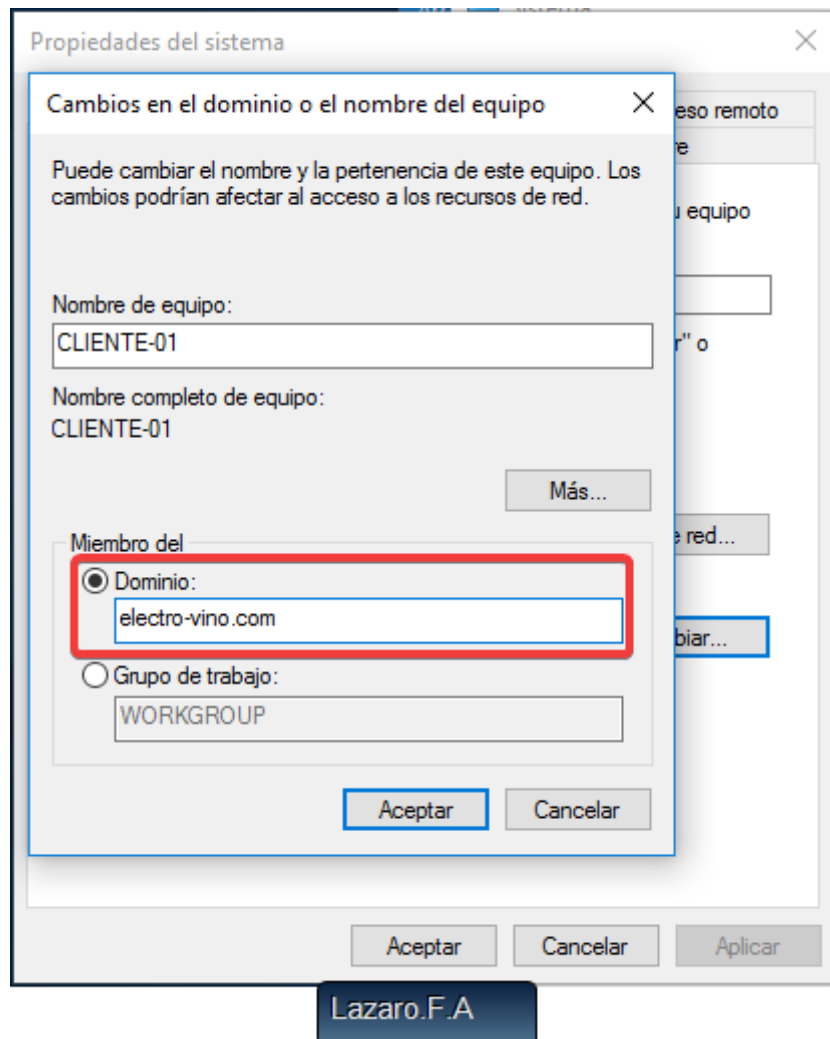 Propiedades del sistema
Cambios en el dominio o el nombre del equipo
eso remoto
Puede cambiar el nombre y la pertenencia de este equipo. Los
cambios podrían afectar al acceso a los recursos de red.
equipo
Nombre de equipo:
CLIENTE-01
r" o
Nombre completo de equipo:
CLIENTE-01
Más...
Miembro del
e red...
Dominio:
electro-vino.com
biar...
Grupo de trabajo:
WORKGROUP
Aceptar
Cancelar
Aceptar
Cancelar
Aplicar
Lazaro.F.A